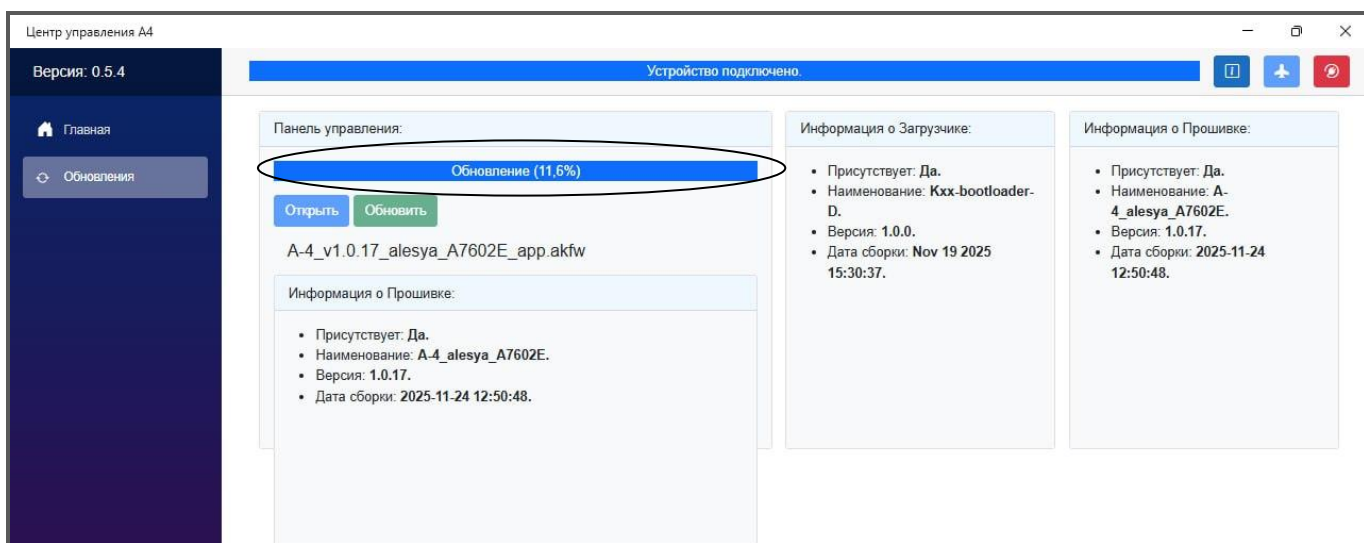 Центр управления А4
Версия: 0.5.4
Устройство подключено.
Главная
Обновления
Панель управления:
Обновление (11,6%)
Открыть
Обновить
A-4_v1.0.17_alesya_A7602E_app.akfw
Информация о Прошивке:
Присутствует: Да.
Наименование: A-4_alesya_A7602E.
Версия: 1.0.17.
Дата сборки: 2025-11-24 12:50:48.
Информация о Загрузчике:
Присутствует: Да.
Наименование: Kxx-bootloader-
D.
Версия: 1.0.0.
Дата сборки: Nov 19 2025
15:30:37.
Информация о Прошивке:
Присутствует: Да.
Наименование: A-
4_alesya_A7602E.
Версия: 1.0.17.
Дата сборки: 2025-11-24
12:50:48.